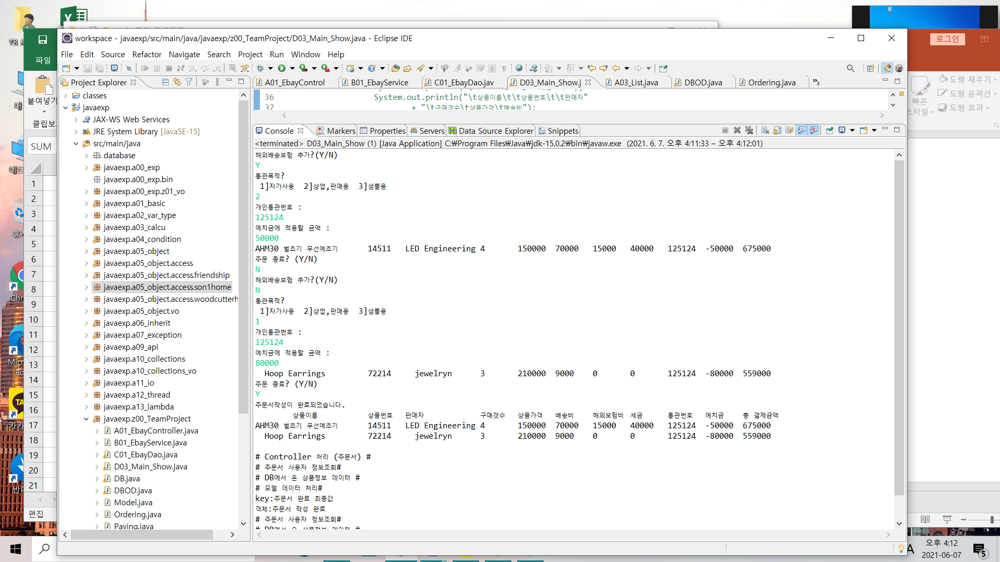 YR K
workspace - javaexp/src/main/java/javaexp/z00_TeamProject/D03_Main_Show.java - Eclipse IDE
로그인
파일
File Edit Source Refactor Navigate Search Project Run Window Help
붙여넣기
클립보
SUM
Project Explorer
A01_EbayControl B01_EbayService C01_EbayDao.jav D03_Main_Show.j A03_List.java DBOD.java Ordering.java »3
빠른
스타일
도형 채우기
도형 윤곽선
도형 효과
36 System.out.println("\t상품이름\t\t상품번호\t\t판매자"
37 + "\t구매갯수\t상품가격\t배송비");
classes
javaexp
JAX-WS Web Services
JRE System Library [JavaSE-15]
src/main/java
database
javaexp.a00_exp
javaexp.a00_exp.bin
javaexp.a00_exp.z01_vo
javaexp.a01_basic
javaexp.a02_var_type
javaexp.a03_calcu
javaexp.a04_condition
javaexp.a05_object
javaexp.a05_object.access
javaexp.a05_object.access.friendship
javaexp.a05_object.access.son1home
javaexp.a05_object.access.woodcutterh
javaexp.a05_object.vo
javaexp.a06_inherit
javaexp.a07_exception
javaexp.a09_api
javaexp.a10_collections
javaexp.a10_collections_vo
javaexp.a11_io
javaexp.a12_thread
javaexp.a13_lambda
javaexp.z00_TeamProject
A01_EbayController.java
B01_EbayService.java
C01_EbayDao.java
D03_Main_Show.java
DB.java
DBOD.java
Model.java
Ordering.java
Paving.java
Console Markers Properties Servers Data Source Explorer Snippets
<terminated> D03_Main_Show (1) [Java Application] C:₩Program Files₩Java₩jdk-15.0.2₩bin₩javaw.exe (2021. 6. 7. 오후 4:11:33 – 오후 4:12:01)
해외배송보험 추가?(Y/N)
Y
통관목적?
1]자가사용 2]상업,판매용 3]샘플용
2
개인통관번호 :
125124
예치금에 적용할 금액 :
50000
AHM30 벌초기 무선예초기 14511 LED Engineering 4 150000 70000 15000 40000 125124 -50000 675000
주문 종료? (Y/N)
N
해외배송보험 추가?(Y/N)
N
통관목적?
1]자가사용 2]상업,판매용 3]샘플용
1
개인통관번호 :
125124
예치금에 적용할 금액 :
80000
Hoop Earrings 72214 jewelryn 3 210000 9000 0 0 125124 -80000 559000
주문 종료? (Y/N)
Y
주문서작성이 완료되었습니다.
상품이름 상품번호 판매자 구매갯수 상품가격 배송비 해외보험비 세금 통관번호 예치금 총 결제금액
AHM30 벌초기 무선예초기 14511 LED Engineering 4 150000 70000 15000 40000 125124 -50000 675000
Hoop Earrings 72214 jewelryn 3 210000 9000 0 0 125124 -80000 559000
# Controller 처리 (주문서) #
# 주문서 사용자 정보조회#
# DB에서 온 상품정보 데이터 #
# 모델 데이터 처리#
key:주문서 완료 최종값
객체:주문서 작성 완료
# 주문서 사용자 정보조회#
# DB에서 온 상품정보 데이터 #
1
2
3
4
5
6
7
8
9
10
11
12
13
14
15
16
17
18
19
20
21
편집
내
네트
휴지
Chr
Micr
Ed
카카
반디
A
오후 4:12
2021-06-07
5